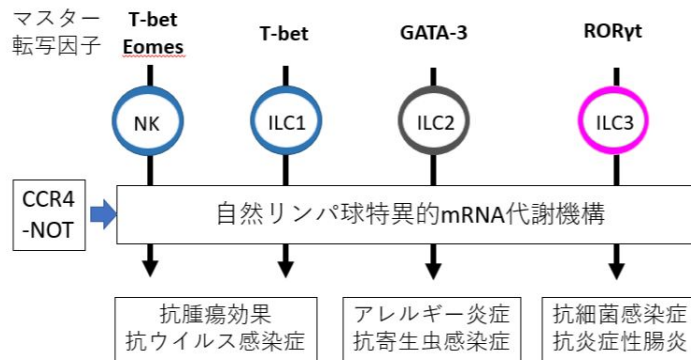 マスター
転写因子
T-bet
Eomes
T-bet
GATA-3
RORγt
NK
ILC1
ILC2
ILC3
CCR4
-NOT
自然リンパ球特異的mRNA代謝機構
抗腫瘍効果
抗ウイルス感染症
アレルギー炎症
抗寄生虫感染症
抗細菌感染症
抗炎症性腸炎